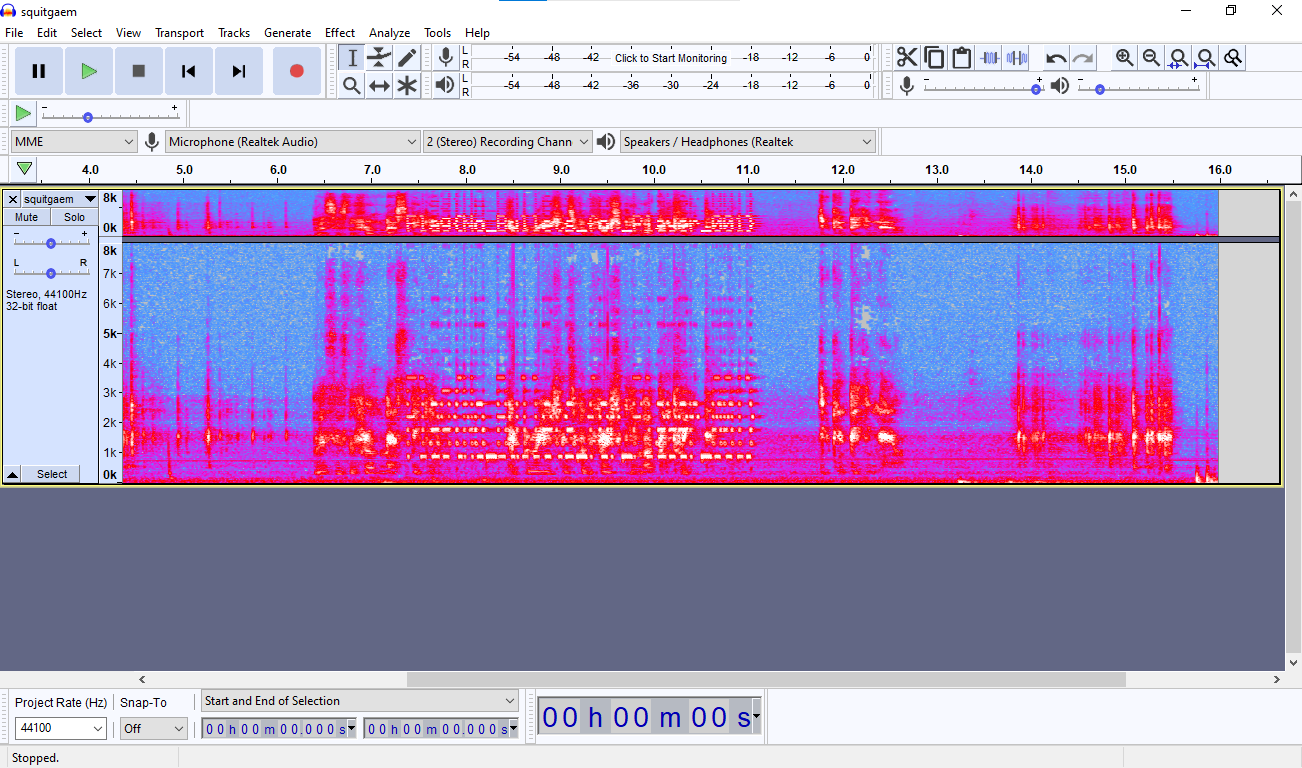 squitgaem
File Edit Select View Transport Tracks Generate Effect Analyze Tools Help
L R -54 -48 -42 Click to Start Monitoring -18 -12 -6 0
L R -54 -48 -42 -36 -30 -24 -18 -12 -6 0
- + - +
- +
MME Microphone (Realtek Audio) 2 (Stereo) Recording Chann Speakers / Headphones (Realtek
4.0 5.0 6.0 7.0 8.0 9.0 10.0 11.0 12.0 13.0 14.0 15.0 16.0
squitgaem 8k
Mute Solo
0k
- +
8k
L R
7k
Stereo, 44100Hz
32-bit float
6k
5k
4k
3k
2k
1k
Select 0k
Project Rate (Hz) Snap-To Start and End of Selection
44100 Off 00 h 00 m 00.000 s 00 h 00 m 00.000 s 00 h 00 m 00 s
Stopped.